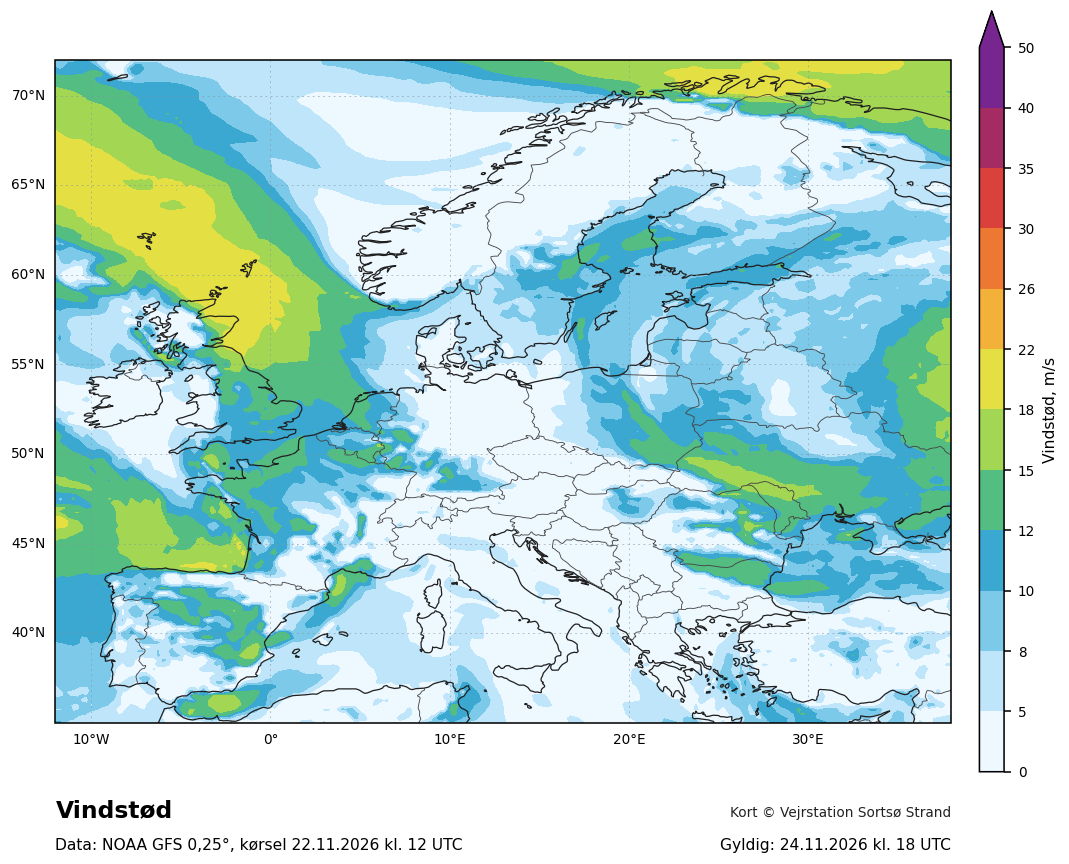 70°N
65°N
60°N
55°N
50°N
45°N
40°N
10°W
0°
10°E
20°E
30°E
50
40
35
30
26
22
18
15
12
10
8
5
0
Vindstød, m/s
Vindstød
Kort © Vejrstation Sortsø Strand
Data: NOAA GFS 0,25°, kørsel 22.11.2026 kl. 12 UTC
Gyldig: 24.11.2026 kl. 18 UTC